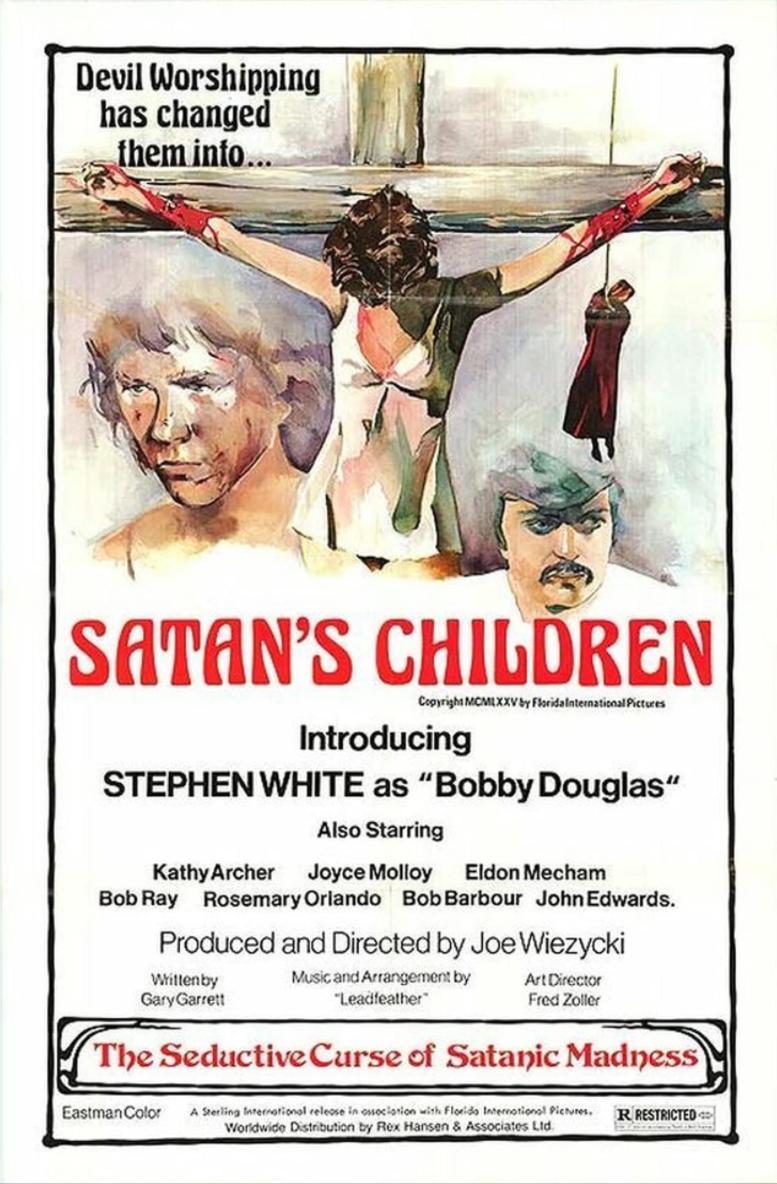 Devil Worshipping
has changed
them into...
SATAN'S CHILDREN
Copyright MCMLXXV by Florida International Pictures
Introducing
STEPHEN WHITE as “Bobby Douglas“
Also Starring
Kathy Archer Joyce Molloy Eldon Mecham
Bob Ray Rosemary Orlando Bob Barbour John Edwards.
Produced and Directed by Joe Wiezycki
Written by Music and Arrangement by Art Director
Gary Garrett "Leadfeather" Fred Zoller
The Seductive Curse of Satanic Madness
Eastman Color A Sterling International release in association with Florida International Pictures, R RESTRICTED
Worldwide Distribution by Rex Hansen & Associates Ltd.